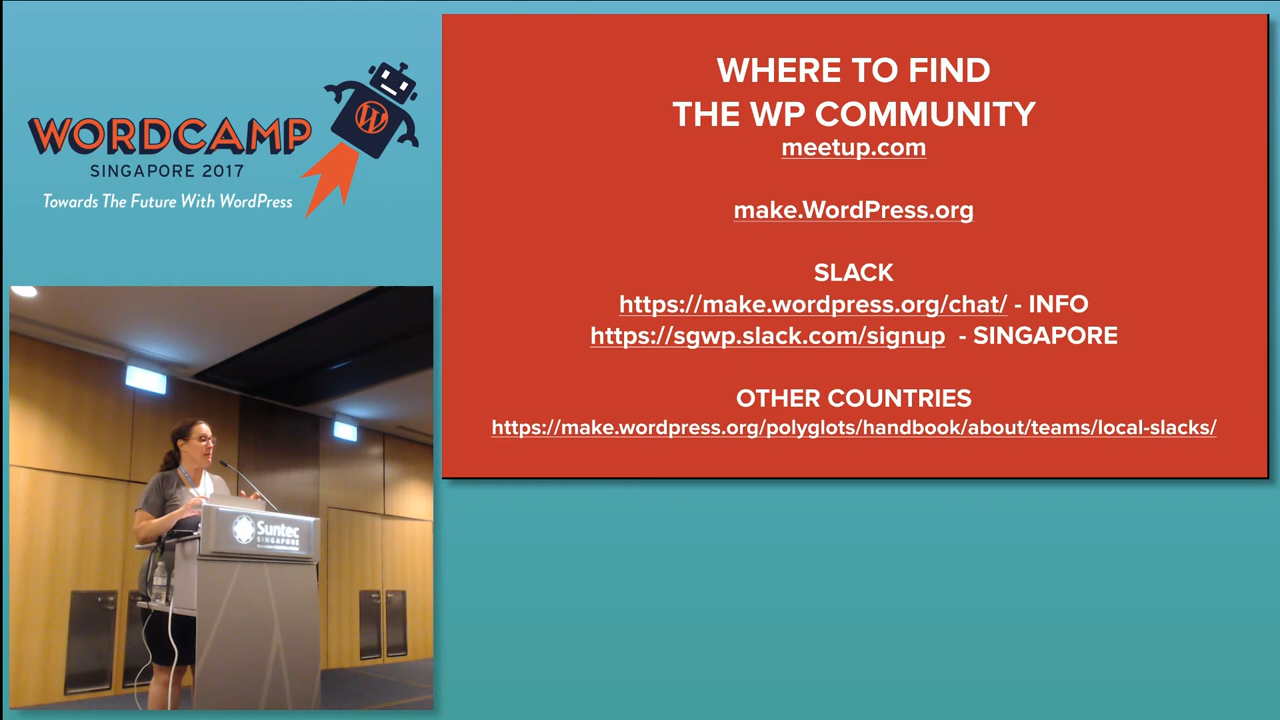 WORDCAMP
SINGAPORE 2017
Towards The Future With WordPress
WHERE TO FIND
THE WP COMMUNITY
meetup.com
make.WordPress.org
SLACK
https://make.wordpress.org/chat/ - INFO
https://sgwp.slack.com/signup - SINGAPORE
OTHER COUNTRIES
https://make.wordpress.org/polyglots/handbook/about/teams/local-slacks/
Suntec
SINGAPORE